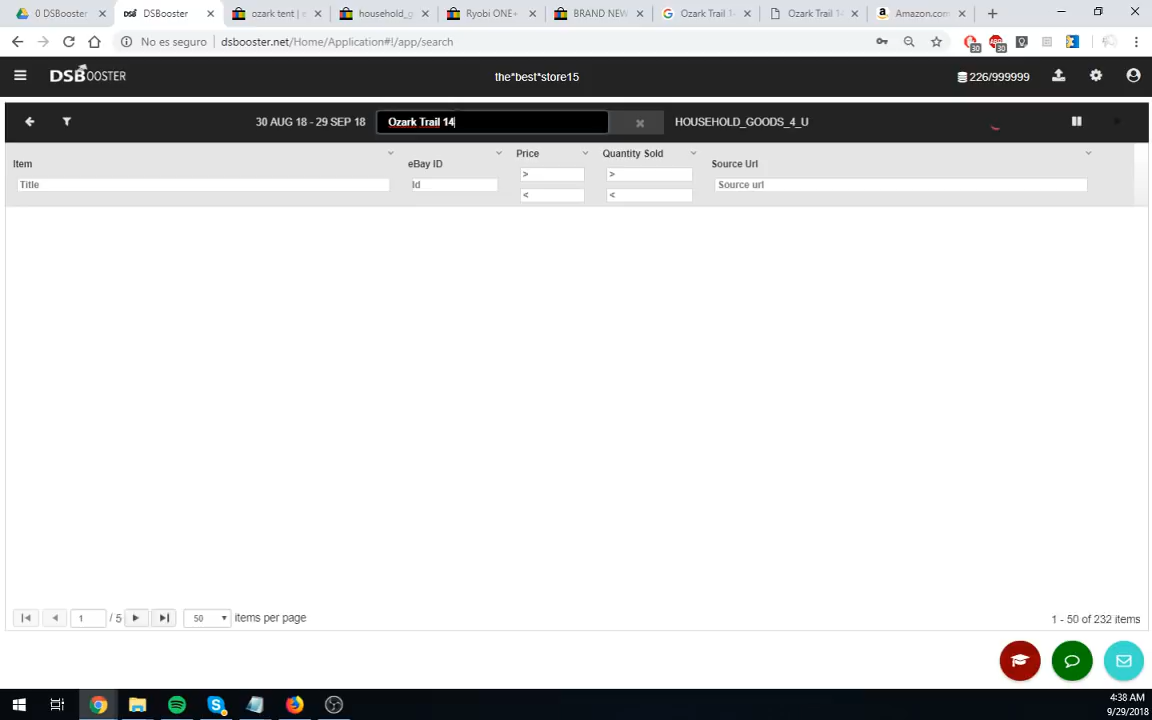 0 DSBooster
DSBooster
ozark tent | e
household_g
Ryobi ONE+
BRAND NEW
Ozark Trail 1
Ozark Trail 14
Amazon.com
No es seguro
dsbooster.net/Home/Application#!/app/search
30
30
DSBOOSTER
the*best*store15
226/999999
30 AUG 18 - 29 SEP 18
Ozark Trail 14
HOUSEHOLD_GOODS_4_U
Item
Title
eBay ID
Id
Price
>
<
Quantity Sold
>
<
Source Url
Source url
1
/ 5
50
items per page
1 - 50 of 232 items
4:38 AM
9/29/2018